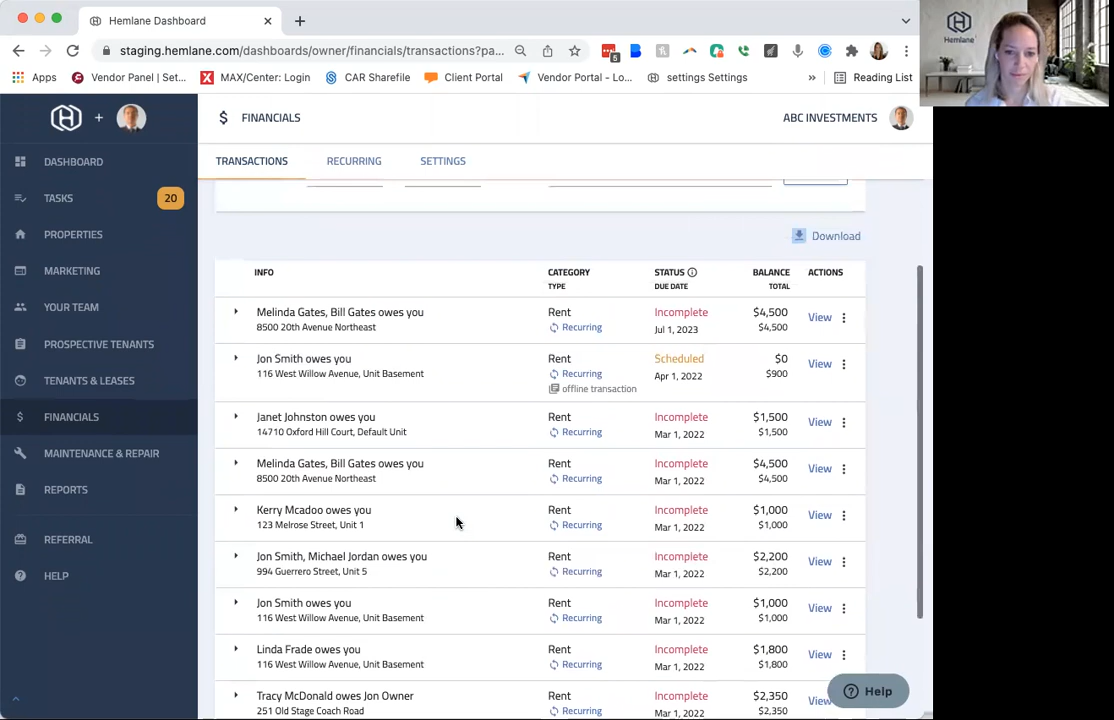 Hemlane Dashboard
staging.hemlane.com/dashboards/owner/financials/transactions?pa...
5
Apps
Vendor Panel | Set...
MAX/Center: Login
CAR Sharefile
Client Portal
Vendor Portal - Lo...
settings Settings
Reading List
Hemlane
FINANCIALS
ABC INVESTMENTS
TRANSACTIONS
RECURRING
SETTINGS
DASHBOARD
TASKS
20
PROPERTIES
MARKETING
YOUR TEAM
PROSPECTIVE TENANTS
TENANTS & LEASES
FINANCIALS
MAINTENANCE & REPAIR
REPORTS
REFERRAL
HELP
Download
INFO CATEGORY STATUS BALANCE ACTIONS
TYPE DUE DATE TOTAL
Melinda Gates, Bill Gates owes you Rent Incomplete $4,500 View
8500 20th Avenue Northeast Recurring Jul 1, 2023 $4,500
Jon Smith owes you Rent Scheduled $0 View
116 West Willow Avenue, Unit Basement Recurring Apr 1, 2022 $900
offline transaction
Janet Johnston owes you Rent Incomplete $1,500 View
14710 Oxford Hill Court, Default Unit Recurring Mar 1, 2022 $1,500
Melinda Gates, Bill Gates owes you Rent Incomplete $4,500 View
8500 20th Avenue Northeast Recurring Mar 1, 2022 $4,500
Kerry Mcadoo owes you Rent Incomplete $1,000 View
123 Melrose Street, Unit 1 Recurring Mar 1, 2022 $1,000
Jon Smith, Michael Jordan owes you Rent Incomplete $2,200 View
994 Guerrero Street, Unit 5 Recurring Mar 1, 2022 $2,200
Jon Smith owes you Rent Incomplete $1,000 View
116 West Willow Avenue, Unit Basement Recurring Mar 1, 2022 $1,000
Linda Frade owes you Rent Incomplete $1,800 View
116 West Willow Avenue, Unit Basement Recurring Mar 1, 2022 $1,800
Tracy McDonald owes Jon Owner Rent Incomplete $2,350 View
251 Old Stage Coach Road Recurring Mar 1, 2022 $2,350
Help